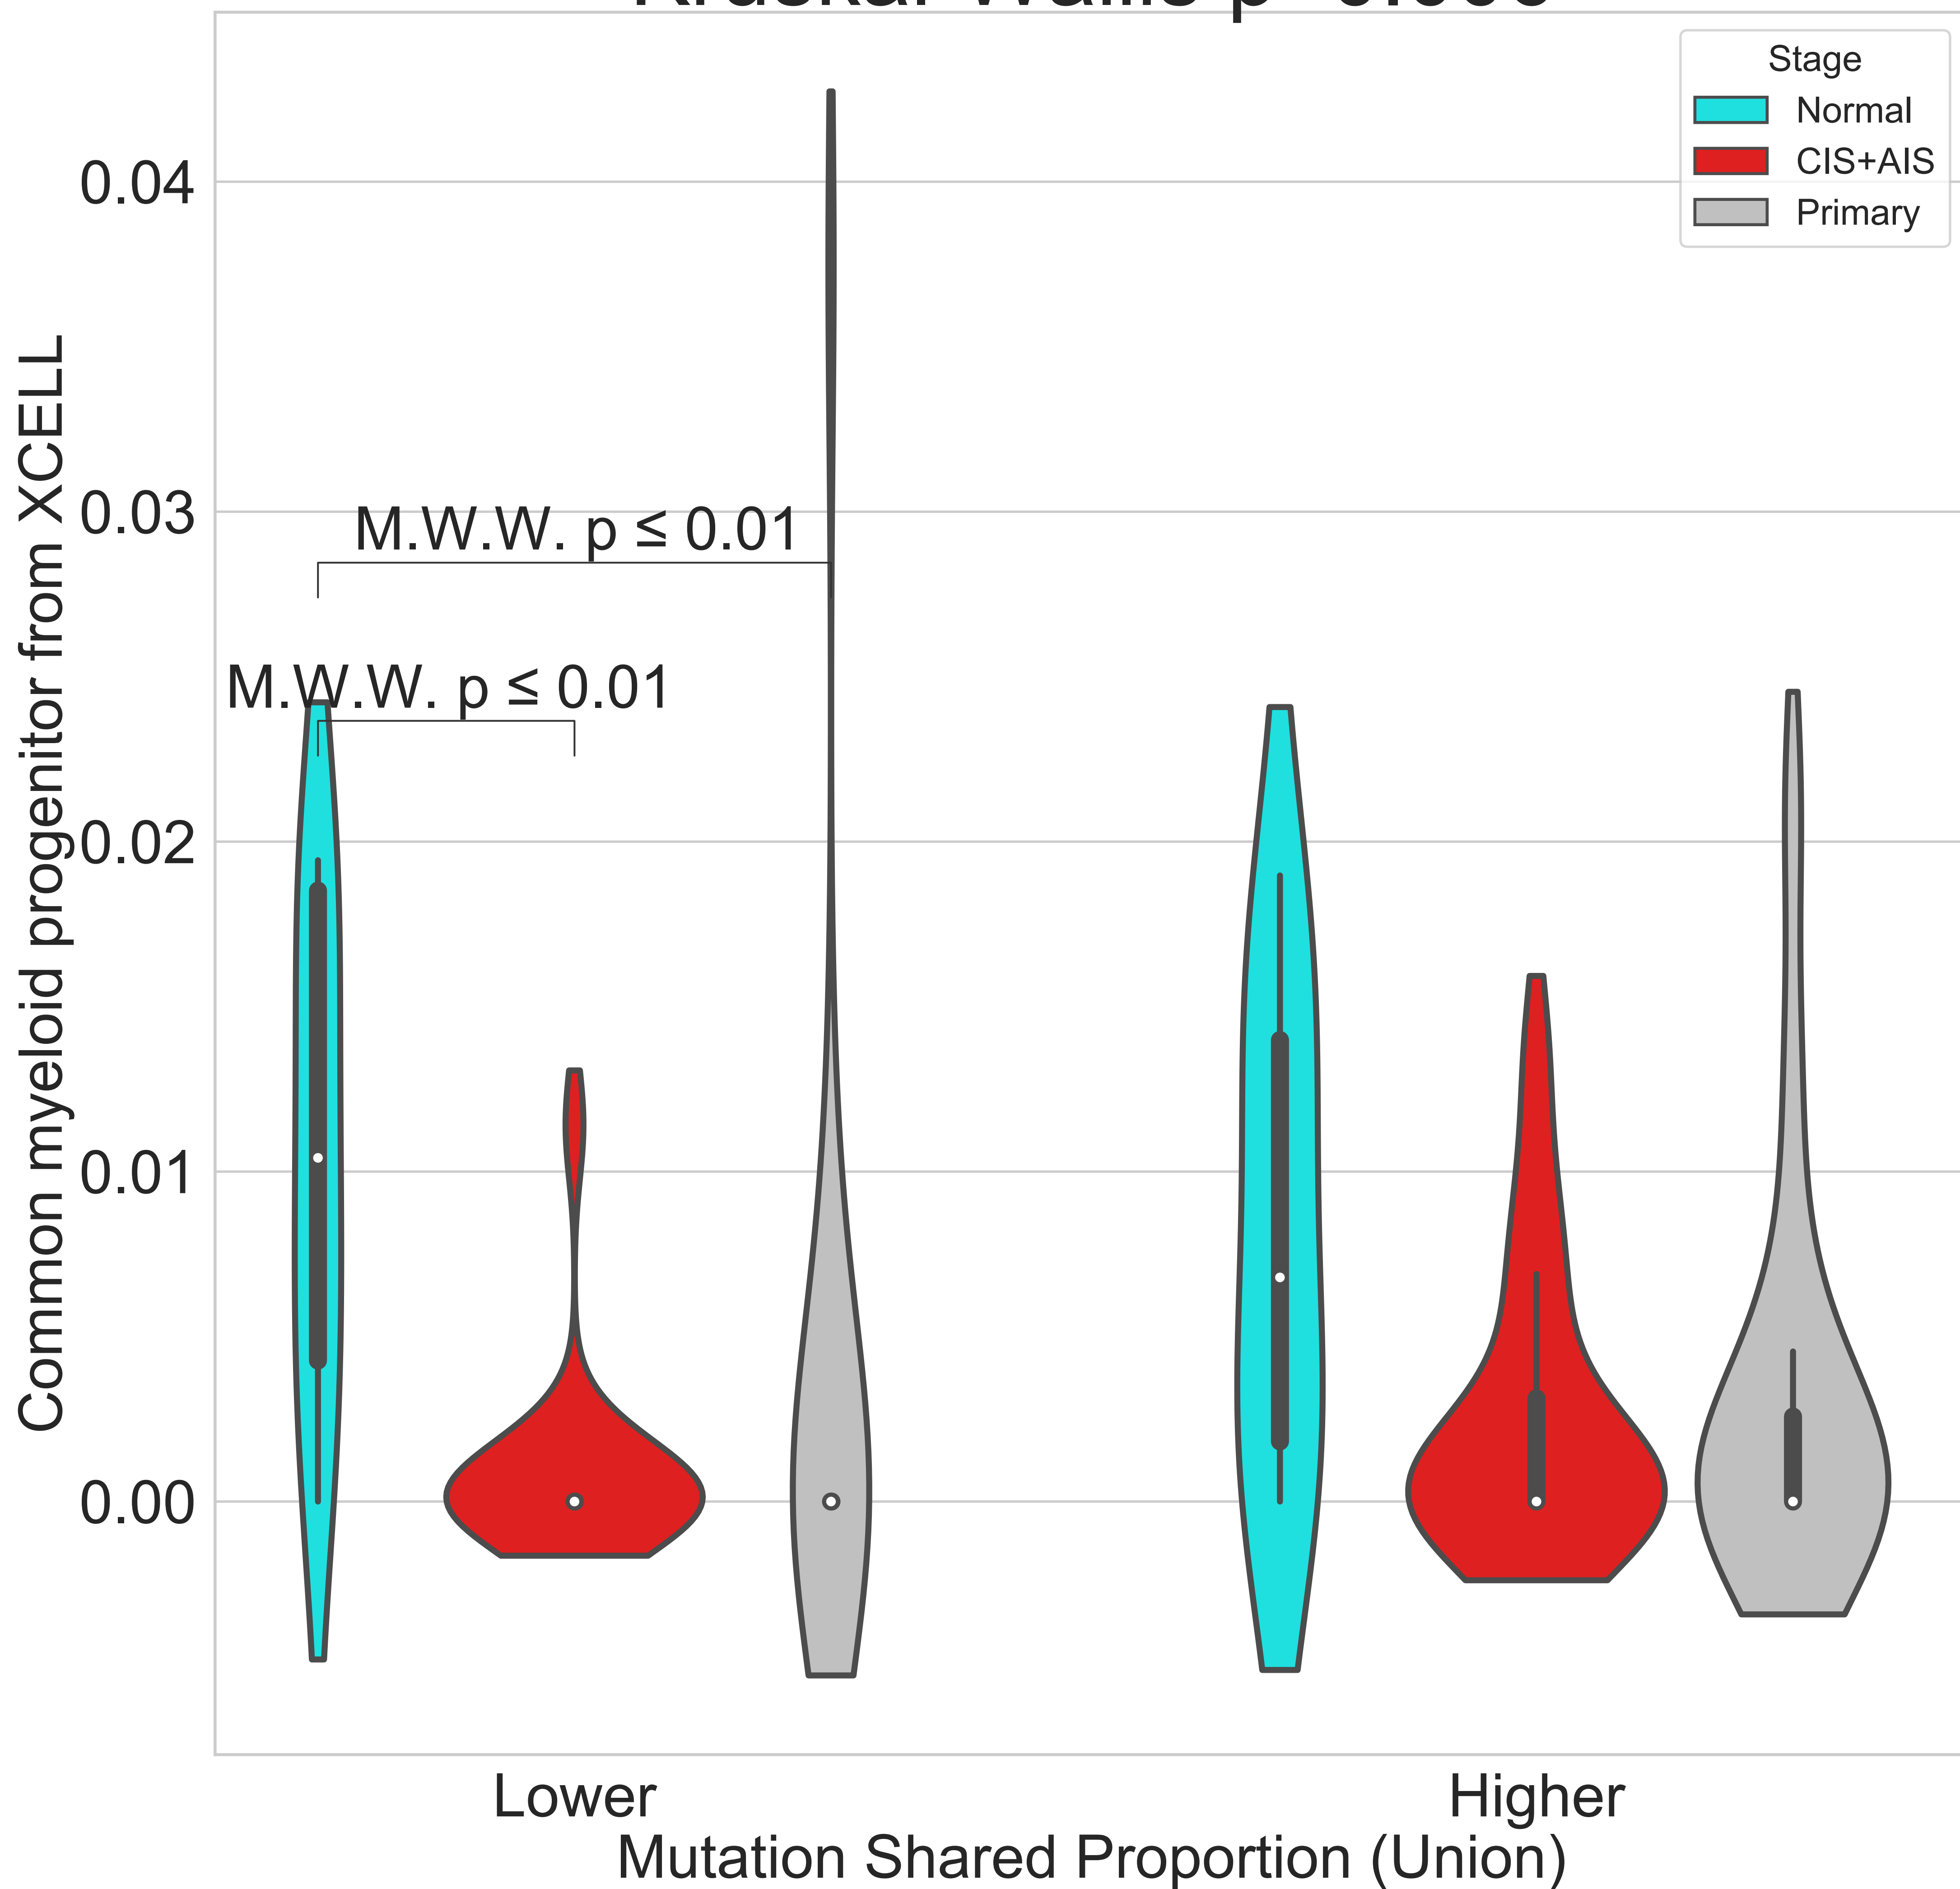 Stage
Normal
CIS+AIS
Primary
Common myeloid progenitor from XCELL
0.04
0.03
0.02
0.01
0.00
M.W.W. p ≤ 0.01
M.W.W. p ≤ 0.01
Lower
Higher
Mutation Shared Proportion (Union)